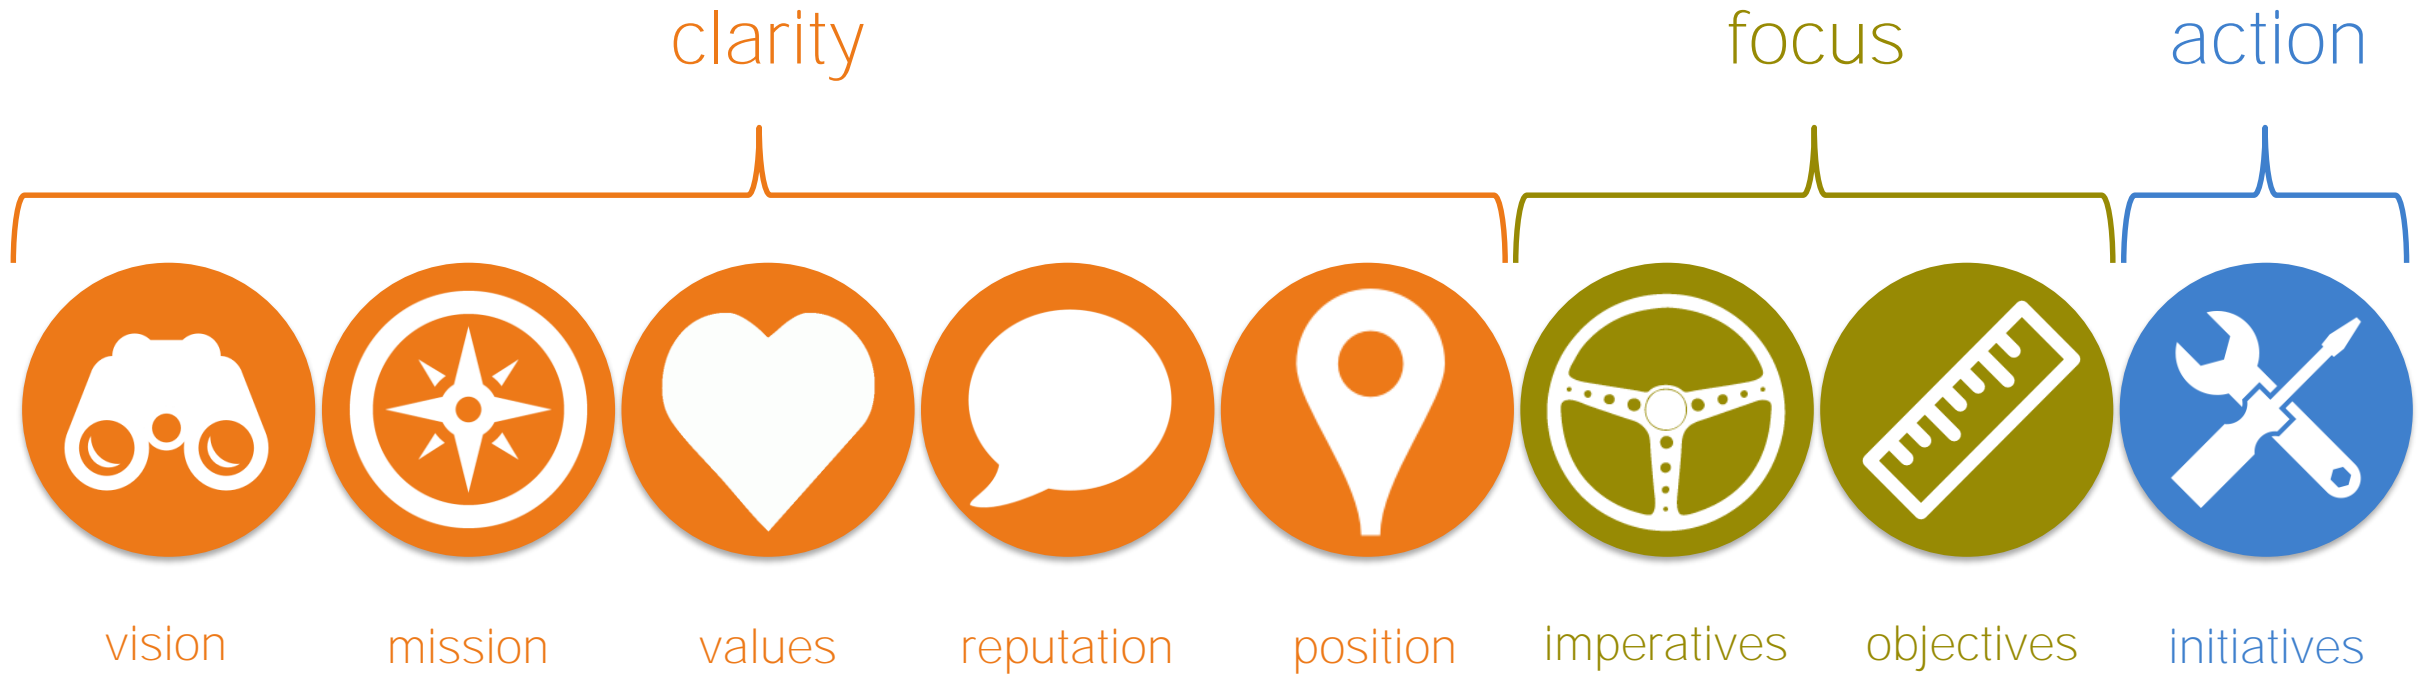 clarity focus action
vision mission values reputation position imperatives objectives initiatives